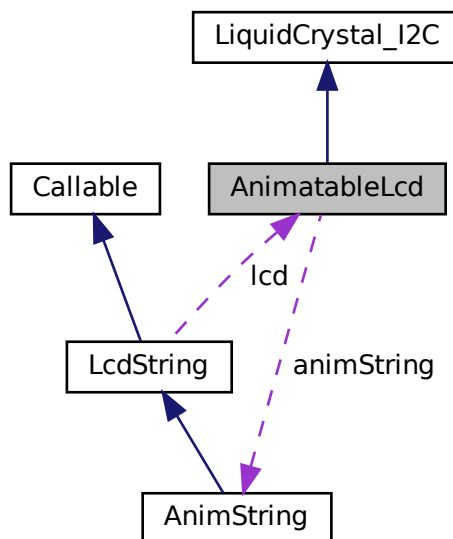 LiquidCrystal_I2C
Callable
AnimatableLcd
lcd
LcdString
animString
AnimString